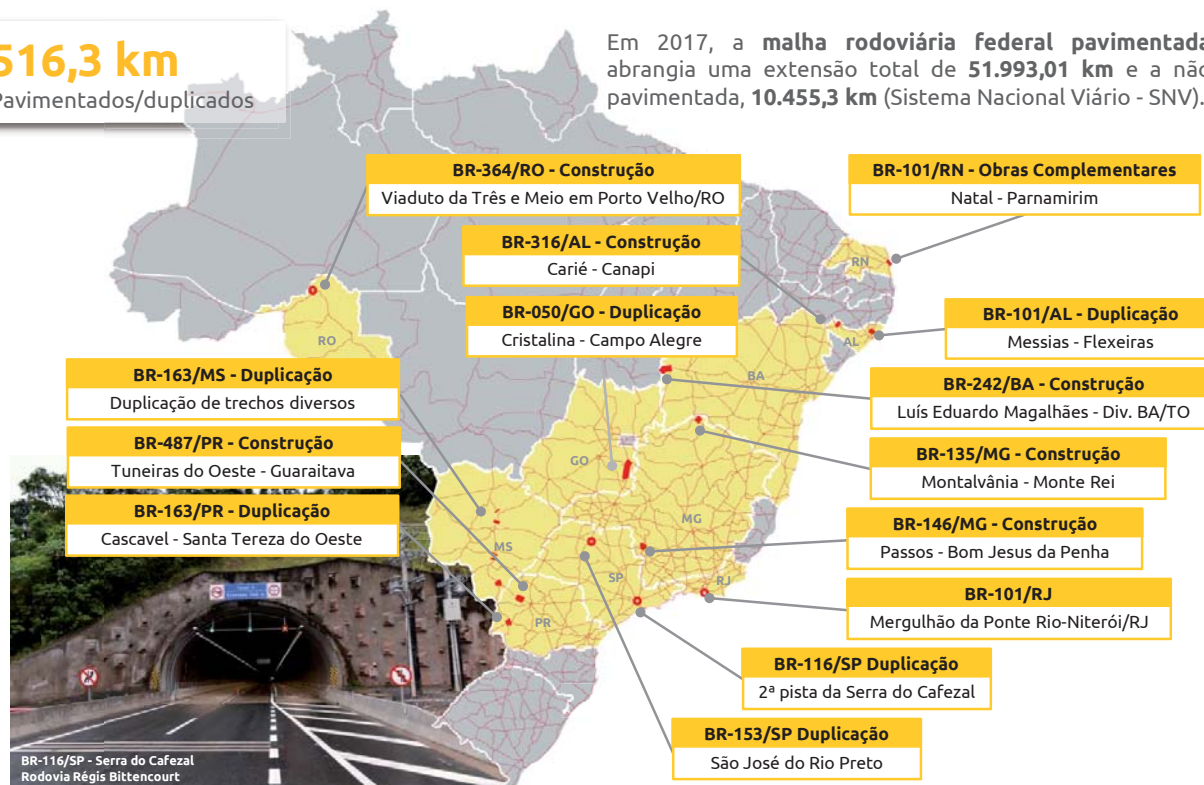 516,3 km
Pavimentados/duplicados
Em 2017, a malha rodoviária federal pavimentada
abrangia uma extensão total de 51.993,01 km e a não
pavimentada, 10.455,3 km (Sistema Nacional Viário - SNV).
BR-364/RO - Construção
Viaduto da Três e Meio em Porto Velho/RO
BR-101/RN - Obras Complementares
Natal - Parnamirim
BR-316/AL - Construção
Carié - Canapi
BR-050/GO - Duplicação
Cristalina - Campo Alegre
BR-101/AL - Duplicação
Messias - Flexeiras
BR-163/MS - Duplicação
Duplicação de trechos diversos
BR-242/BA - Construção
Luís Eduardo Magalhães - Div. BA/TO
BR-487/PR - Construção
Tuneiras do Oeste - Guaraitava
BR-135/MG - Construção
Montalvânia - Monte Rei
BR-163/PR - Duplicação
Cascavel - Santa Tereza do Oeste
BR-146/MG - Construção
Passos - Bom Jesus da Penha
BR-101/RJ
Mergulhão da Ponte Rio-Niterói/RJ
BR-116/SP Duplicação
2ª pista da Serra do Cafezal
BR-153/SP Duplicação
São José do Rio Preto
RN
RO
AL
BA
GO
MG
MS
SP
RJ
PR
BR-116/SP - Serra do Cafezal
Rodovia Régis Bittencourt